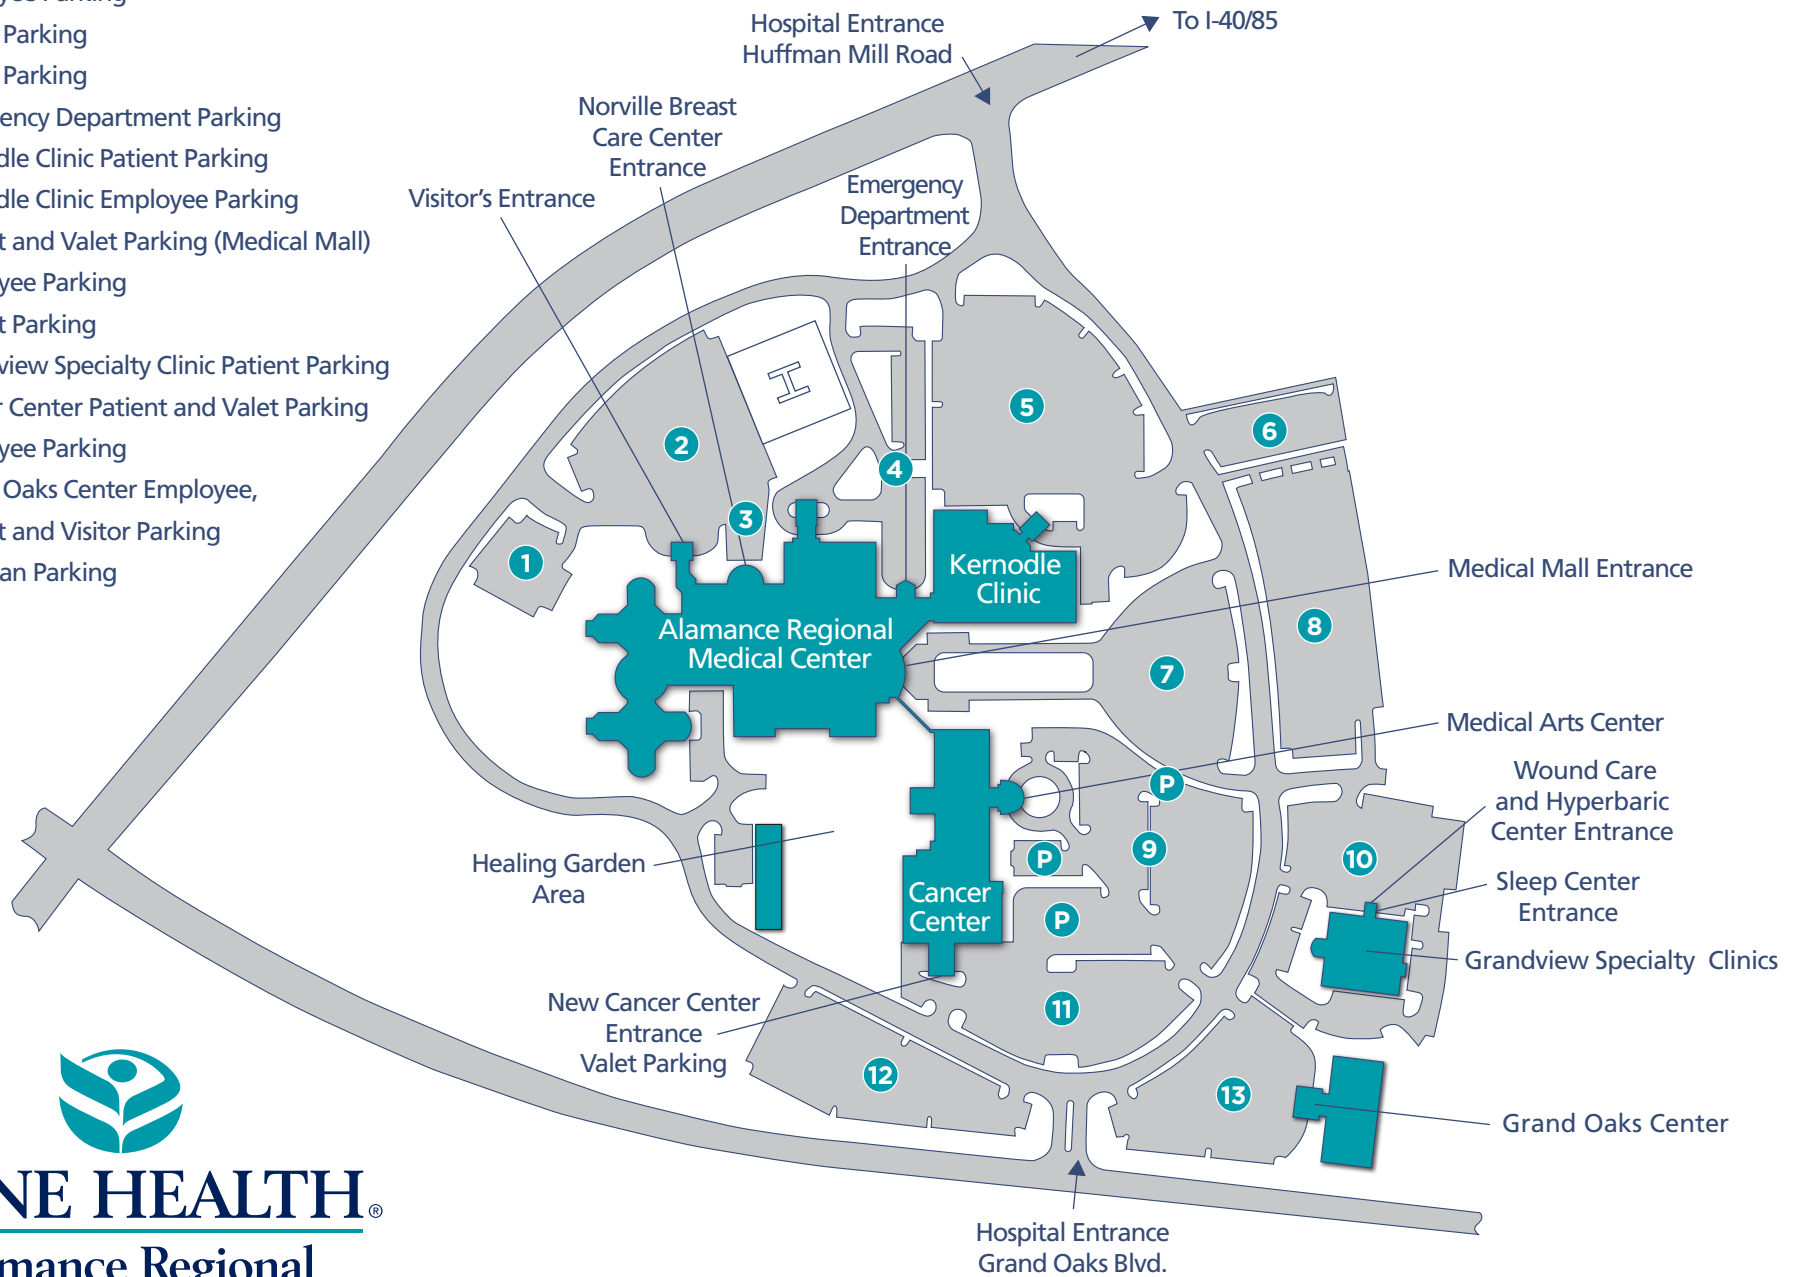 Parking
Parking
Parking
ency Department Parking
dle Clinic Patient Parking
dle Clinic Employee Parking
t and Valet Parking (Medical Mall)
yee Parking
t Parking
view Specialty Clinic Patient Parking
r Center Patient and Valet Parking
yee Parking
Oaks Center Employee,
t and Visitor Parking
an Parking
To I-40/85
Hospital Entrance
Huffman Mill Road
Norville Breast
Care Center
Entrance
Visitor's Entrance
Emergency
Department
Entrance
H
1
2
3
4
5
6
7
8
Kernodle
Clinic
Alamance Regional
Medical Center
Medical Mall Entrance
Medical Arts Center
Wound Care
and Hyperbaric
Center Entrance
Sleep Center
Entrance
Grandview Specialty Clinics
P
P
P
9
10
Healing Garden
Area
Cancer
Center
New Cancer Center
Entrance
Valet Parking
11
12
13
Grand Oaks Center
Hospital Entrance
Grand Oaks Blvd.
NE HEALTH®
mance Regional